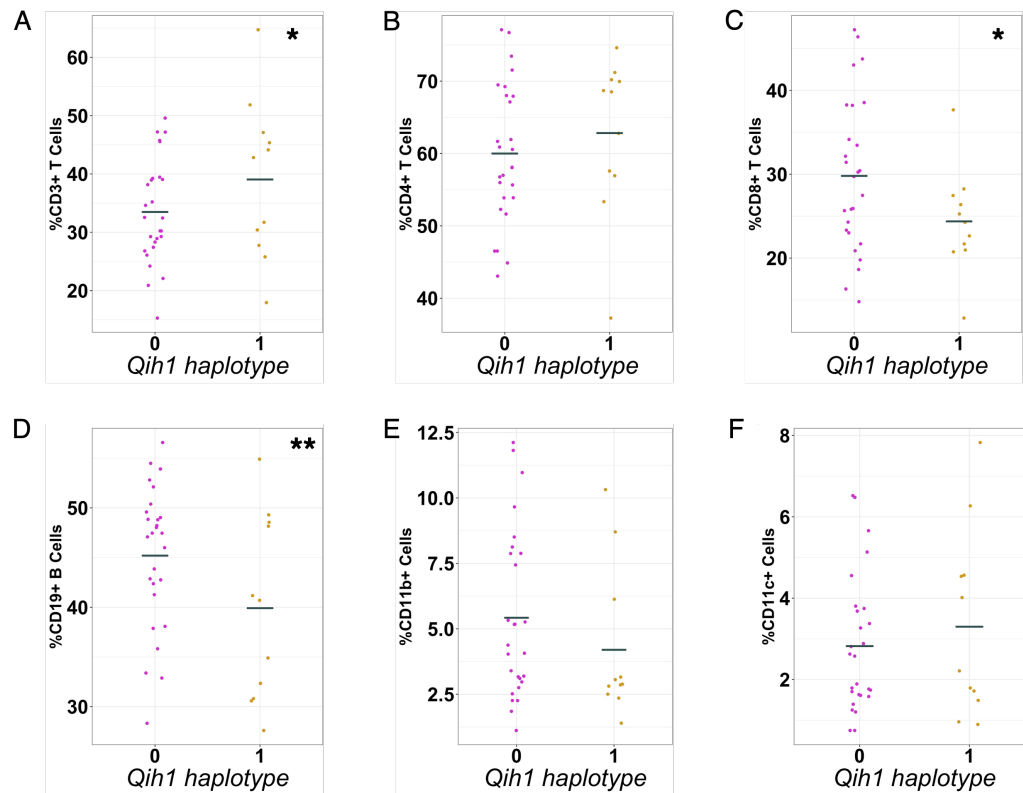 A
*
%CD3+ T Cells
60
50
40
30
20
0 1
Qih1 haplotype
B
%CD4+ T Cells
70
60
50
40
0 1
Qih1 haplotype
C
*
%CD8+ T Cells
40
30
20
0 1
Qih1 haplotype
D
**
%CD19+ B Cells
50
40
30
0 1
Qih1 haplotype
E
%CD11b+ Cells
12.5
10.0
7.5
5.0
2.5
0 1
Qih1 haplotype
F
%CD11c+ Cells
8
6
4
2
0 1
Qih1 haplotype